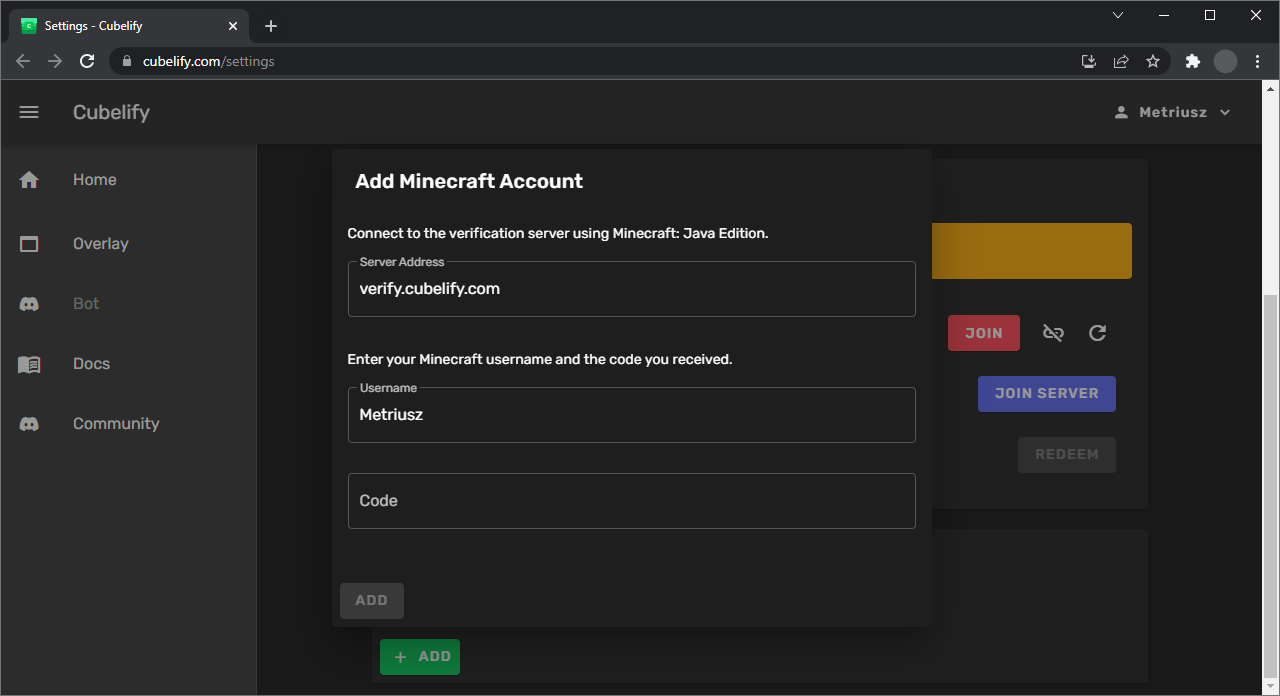 Settings - Cubelify
cubelify.com/settings
Cubelify
Metriusz
Home
Overlay
Bot
Docs
Community
Add Minecraft Account
Connect to the verification server using Minecraft: Java Edition.
Server Address
verify.cubelify.com
Enter your Minecraft username and the code you received.
Username
Metriusz
Code
ADD
JOIN
JOIN SERVER
REDEEM
+ ADD